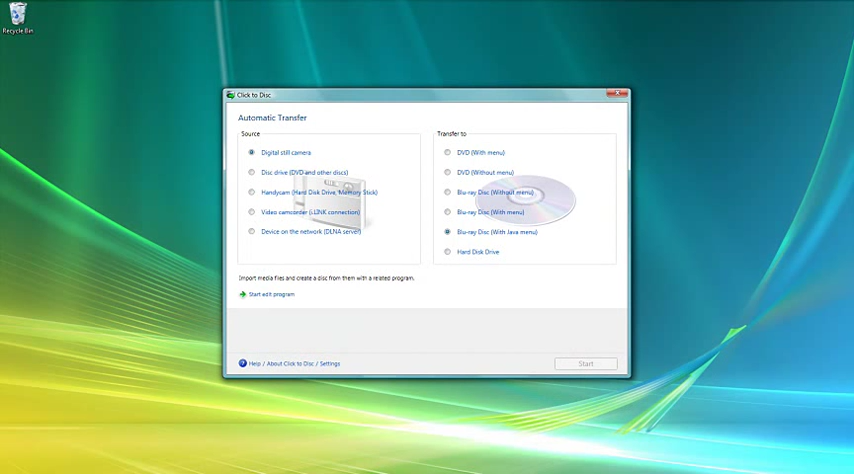 Recycle Bin
Click to Disc
Automatic Transfer
Source
Digital still camera
Disc drive (DVD and other discs)
Handycam (Hard Disk Drive, Memory Stick)
Video camcorder (i.LINK connection)
Device on the network (DLNA server)
Transfer to
DVD (With menu)
DVD (Without menu)
Blu-ray Disc (Without menu)
Blu-ray Disc (With menu)
Blu-ray Disc (With Java menu)
Hard Disk Drive
Import media files and create a disc from them with a related program.
Start edit program
Help / About Click to Disc / Settings
Start